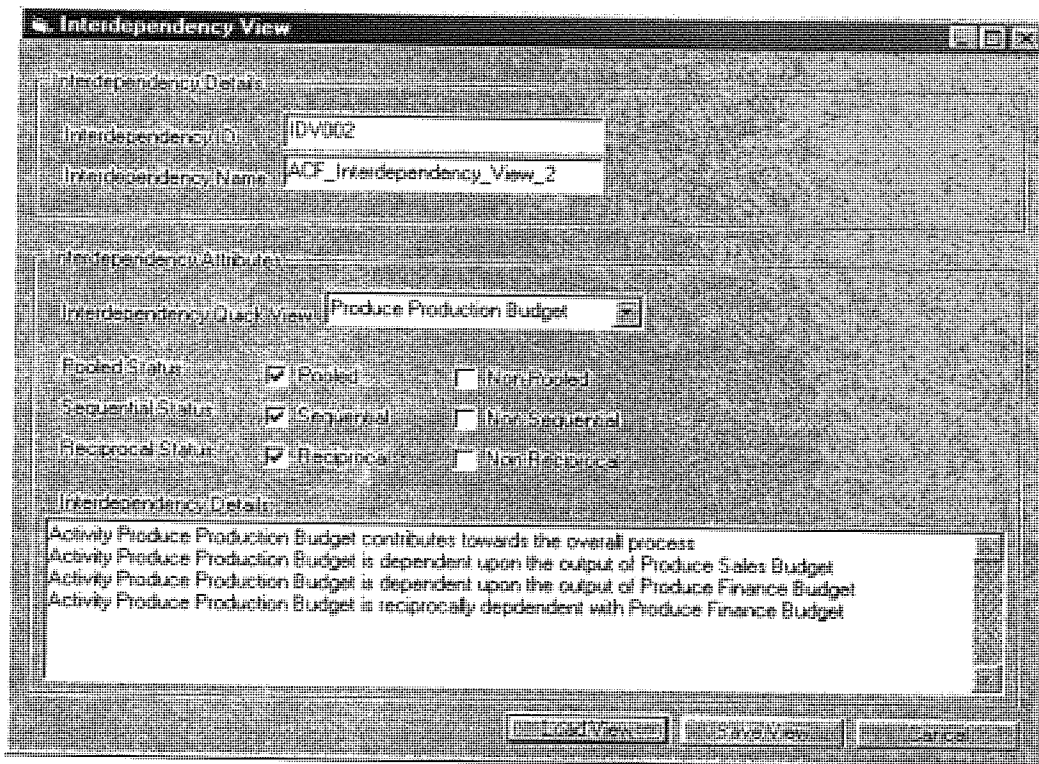 Interdependency View
Interdependency Details
Interdependency ID: IDV002
Interdependency Name: ACF_Interdependency_View_2
Interdependency Attributes
Interdependency Quick View: Produce Production Budget
Pooled Status Pooled Non Pooled
Sequential Status Sequential Non Sequential
Reciprocal Status Reciprocal Non Reciprocal
Interdependency Details
Activity Produce Production Budget contributes towards the overall process
Activity Produce Production Budget is dependent upon the output of Produce Sales Budget
Activity Produce Production Budget is dependent upon the output of Produce Finance Budget
Activity Produce Production Budget is reciprocally depdendent with Produce Finance Budget
Load View Save View Cancel